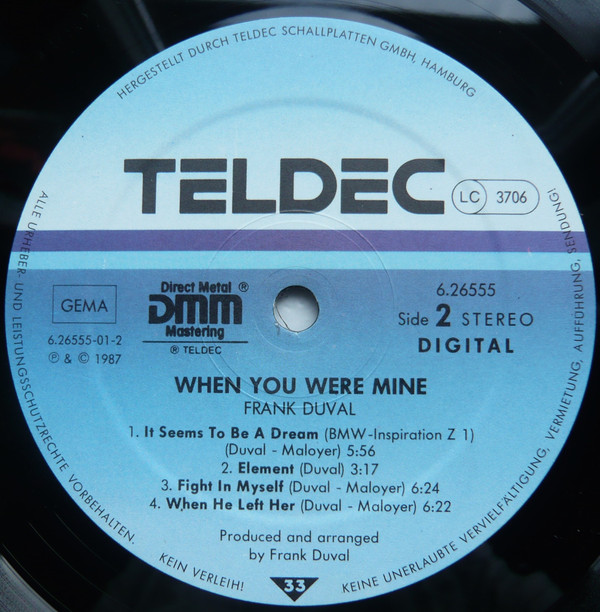 HERGESTELLT DURCH TELDEC SCHALLPLATTEN GMBH, HAMBURG
TELDEC
LC 3706
GEMA
6.26555-01-2
℗ & © 1987
Direct Metal ®
DMM
Mastering
® TELDEC
6.26555
Side 2 STEREO
DIGITAL
WHEN YOU WERE MINE
FRANK DUVAL
1. It Seems To Be A Dream (BMW-Inspiration Z 1)
(Duval - Maloyer) 5:56
2. Element (Duval) 3:17
3. Fight In Myself (Duval - Maloyer) 6:24
4. When He Left Her (Duval - Maloyer) 6:22
Produced and arranged
by Frank Duval
33
ALLE URHEBER- UND LEISTUNGSSCHUTZRECHTE VORBEHALTEN.
KEIN VERLEIH!
KEINE UNERLAUBTE VERVIELFÄLTIGUNG, VERMIETUNG, AUFFÜHRUNG, SENDUNG!